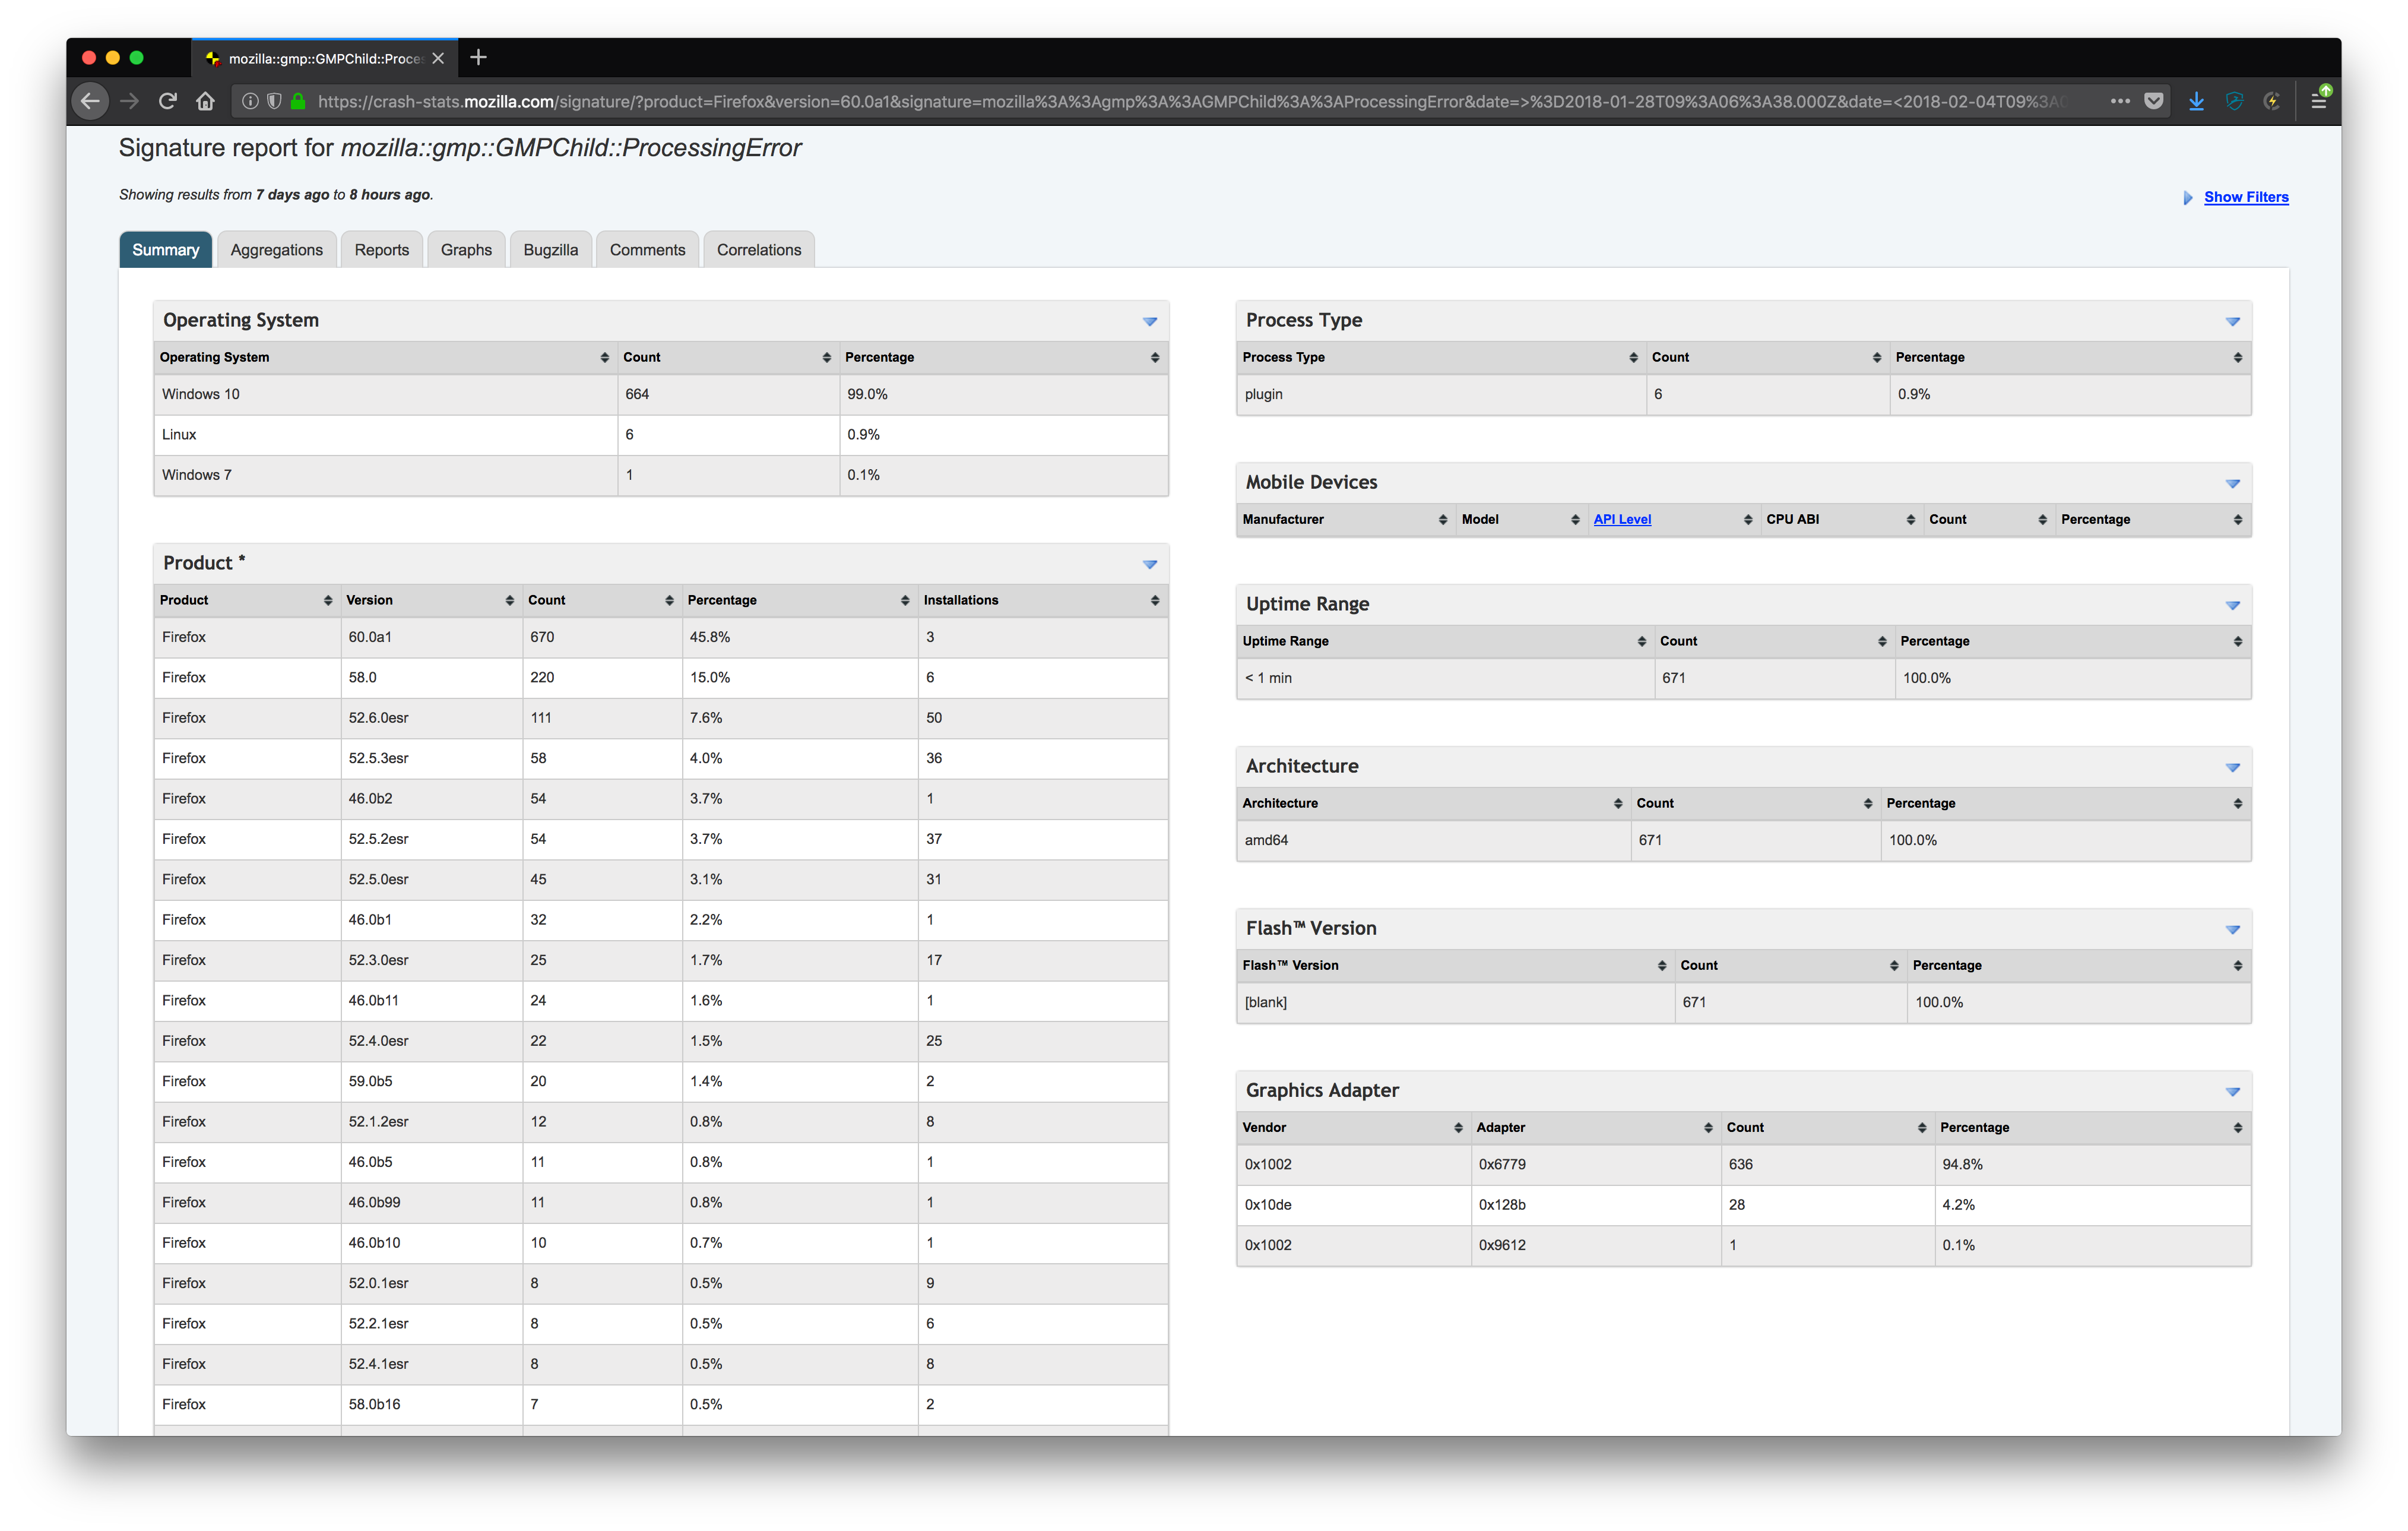 mozilla::gmp::GMPChild::Proce
https://crash-stats.mozilla.com/signature/?product=Firefox&version=60.0a1&signature=mozilla%3A%3Agmp%3A%3AGMPChild%3A%3AProcessingError&date=>%3D2018-01-28T09%3A06%3A38.000Z&date=<2018-02-04T09%3A0
Signature report for mozilla::gmp::GMPChild::ProcessingError
Showing results from 7 days ago to 8 hours ago.
Show Filters
Summary Aggregations Reports Graphs Bugzilla Comments Correlations
Operating System
Operating System Count Percentage
Windows 10 664 99.0%
Linux 6 0.9%
Windows 7 1 0.1%
Product *
Product Version Count Percentage Installations
Firefox 60.0a1 670 45.8% 3
Firefox 58.0 220 15.0% 6
Firefox 52.6.0esr 111 7.6% 50
Firefox 52.5.3esr 58 4.0% 36
Firefox 46.0b2 54 3.7% 1
Firefox 52.5.2esr 54 3.7% 37
Firefox 52.5.0esr 45 3.1% 31
Firefox 46.0b1 32 2.2% 1
Firefox 52.3.0esr 25 1.7% 17
Firefox 46.0b11 24 1.6% 1
Firefox 52.4.0esr 22 1.5% 25
Firefox 59.0b5 20 1.4% 2
Firefox 52.1.2esr 12 0.8% 8
Firefox 46.0b5 11 0.8% 1
Firefox 46.0b99 11 0.8% 1
Firefox 46.0b10 10 0.7% 1
Firefox 52.0.1esr 8 0.5% 9
Firefox 52.2.1esr 8 0.5% 6
Firefox 52.4.1esr 8 0.5% 8
Firefox 58.0b16 7 0.5% 2
Process Type
Process Type Count Percentage
plugin 6 0.9%
Mobile Devices
Manufacturer Model API Level CPU ABI Count Percentage
Uptime Range
Uptime Range Count Percentage
< 1 min 671 100.0%
Architecture
Architecture Count Percentage
amd64 671 100.0%
Flash™ Version
Flash™ Version Count Percentage
[blank] 671 100.0%
Graphics Adapter
Vendor Adapter Count Percentage
0x1002 0x6779 636 94.8%
0x10de 0x128b 28 4.2%
0x1002 0x9612 1 0.1%